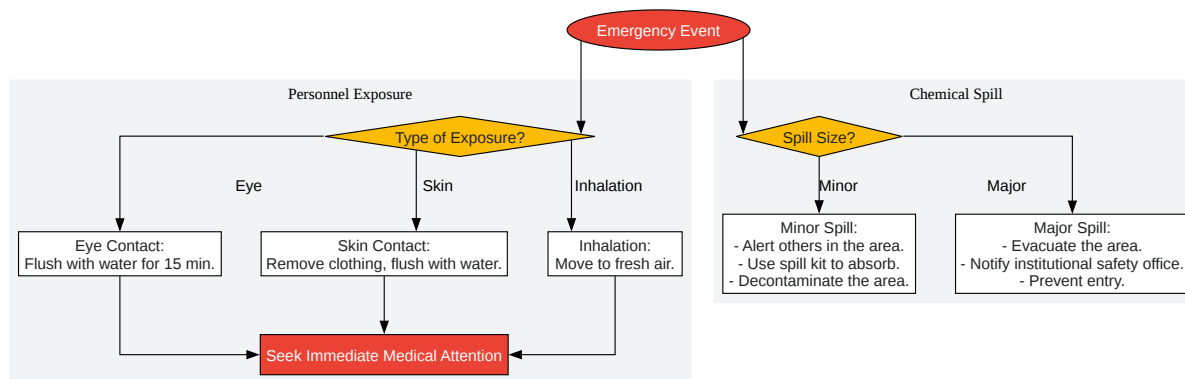 Emergency Event
Personnel Exposure
Chemical Spill
Type of Exposure?
Spill Size?
Eye
Skin
Inhalation
Minor
Major
Eye Contact:
Flush with water for 15 min.
Skin Contact:
Remove clothing, flush with water.
Inhalation:
Move to fresh air.
Minor Spill:
- Alert others in the area.
- Use spill kit to absorb.
- Decontaminate the area.
Major Spill:
- Evacuate the area.
- Notify institutional safety office.
- Prevent entry.
Seek Immediate Medical Attention